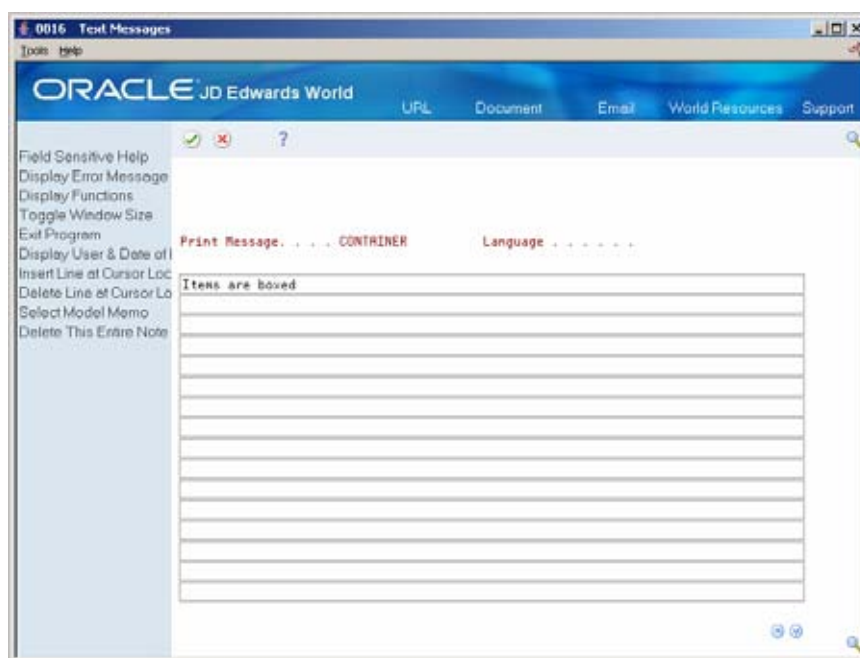 0016 Text Messages
Tools Help
ORACLE JD Edwards World
URL Document Email World Resources Support
?
Field Sensitive Help
Display Error Message
Display Functions
Toggle Window Size
Exit Program
Display User & Date of
Insert Line at Cursor Loc
Delete Line at Cursor Lo
Select Model Memo
Delete This Entire Note
Print Message. . . . CONTAINER Language . . . . . .
Items are boxed